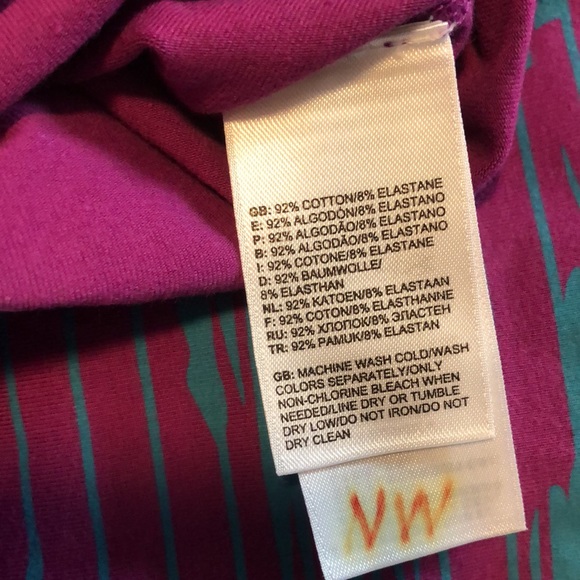 GB: 92% COTTON/8% ELASTANE
E: 92% ALGODÓN/8% ELASTANO
P: 92% ALGODÃO/8% ELASTANO
B: 92% ALGODÃO/8% ELASTANO
I: 92% COTONE/8% ELASTANE
D: 92% BAUMWOLLE/
8% ELASTHAN
NL: 92% KATOEN/8% ELASTAAN
F: 92% COTON/8% ELASTHANNE
RU: 92% ХЛОПОК/8% ЭЛАСТЕН
TR: 92% PAMUK/8% ELASTAN
GB: MACHINE WASH COLD/WASH
COLORS SEPARATELY/ONLY
NON-CHLORINE BLEACH WHEN
NEEDED/LINE DRY OR TUMBLE
DRY LOW/DO NOT IRON/DO NOT
DRY CLEAN
NW